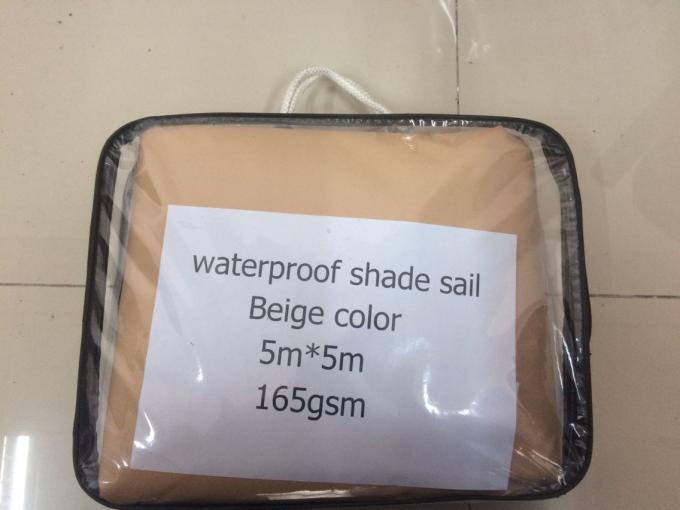 waterproof shade sail
Beige color
5m*5m
165gsm